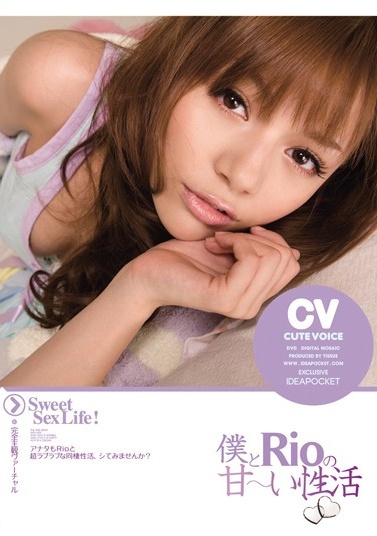 CV
CUTE VOICE
DVD DIGITAL MOSAIC
PRODUCED BY TISSUE
WWW.IDEAPOCKET.COM
EXCLUSIVE
IDEAPOCKET
Sweet
Sex Life!
完全主観ヴァーチャル
アナタもRioと
超ラブラブな同棲性活、シてみませんか?
僕とRioの
甘〜い性活